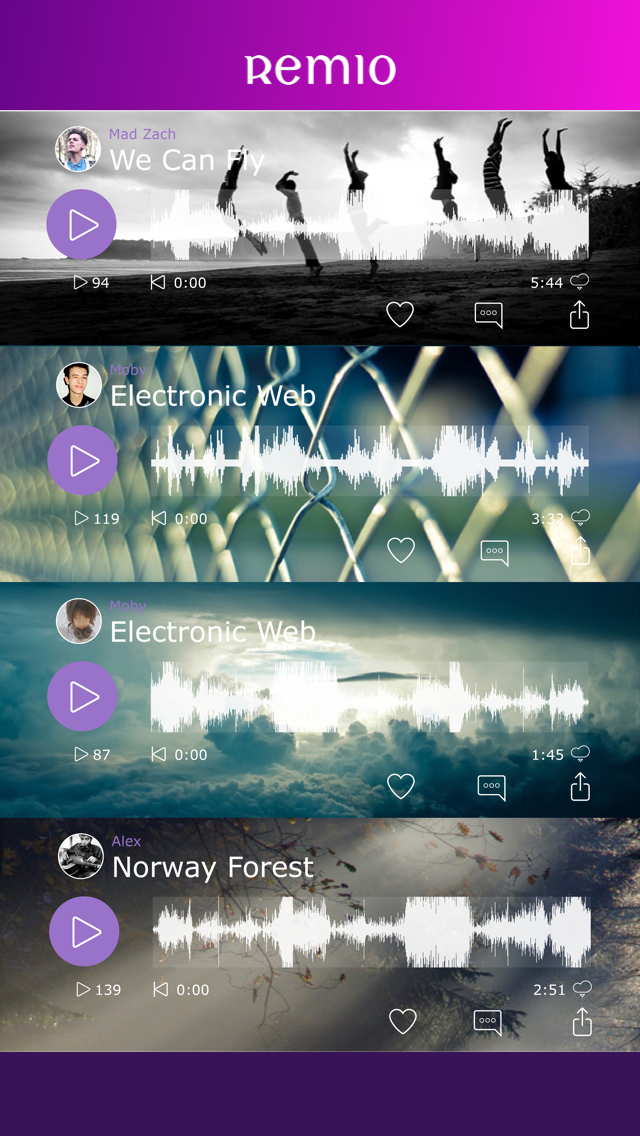 Remio
Mad Zach
We Can Fly
94 0:00 5:44
Moby
Electronic Web
119 0:00 3:32
Moby
Electronic Web
87 0:00 1:45
Alex
Norway Forest
139 0:00 2:51